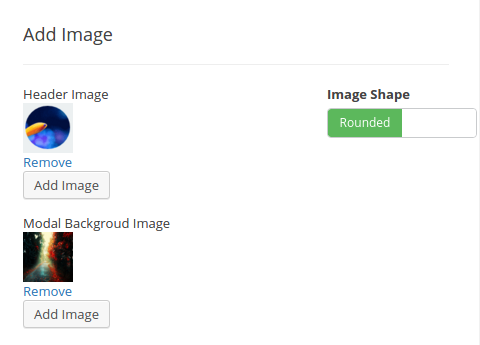 Add Image
Header Image
Image Shape
Rounded
Remove
Add Image
Modal Backgroud Image
Remove
Add Image